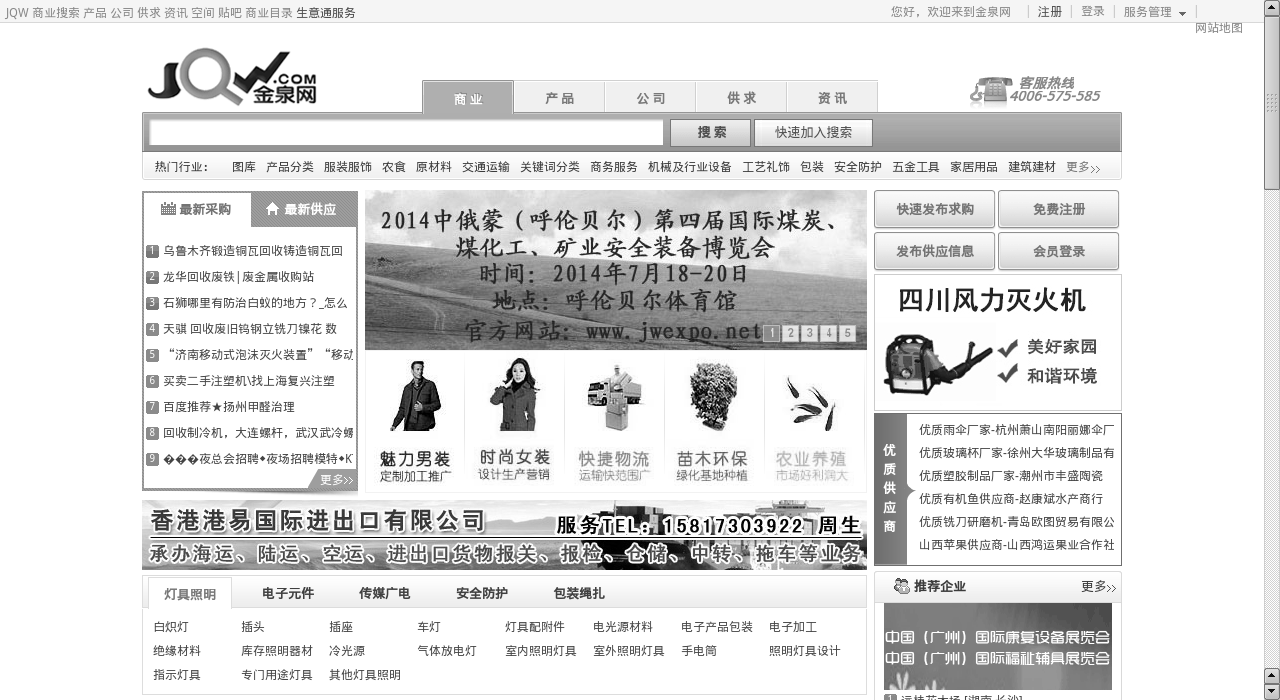 JQW 商业搜索 产品 公司 供求 资讯 空间 贴吧 商业目录 生意通服务
您好，欢迎来到金泉网 | 注册 | 登录 | 服务管理 |
网站地图
JQW.COM
金泉网
商业 产品 公司 供求 资讯
客服热线
4006-575-585
搜索 快速加入搜索
热门行业： 图库 产品分类 服装服饰 农食 原材料 交通运输 关键词分类 商务服务 机械及行业设备 工艺礼饰 包装 安全防护 五金工具 家居用品 建筑建材 更多>>
最新采购 最新供应
1 乌鲁木齐锻造铜瓦回收铸造铜瓦回
2 龙华回收废铁|废金属收购站
3 石狮哪里有防治白蚁的地方？_怎么
4 天骐 回收废旧钨钢立铣刀镍花 数
5 “济南移动式泡沫灭火装置”“移动
6 买卖二手注塑机\找上海复兴注塑
7 百度推荐★扬州甲醛治理
8 回收制冷机，大连螺杆，武汉武冷螺
9 ���夜总会招聘◆夜场招聘模特◆K
更多>>
2014中俄蒙（呼伦贝尔）第四届国际煤炭、
煤化工、矿业安全装备博览会
时间：2014年7月18-20日
地点：呼伦贝尔体育馆
官方网站：www.jwexpo.net
1 2 3 4 5
魅力男装 时尚女装 快捷物流 苗木环保 农业养殖
定制加工推广 设计生产营销 运输快范围广 绿化基地种植 市场好利润大
快速发布求购 免费注册
发布供应信息 会员登录
四川风力灭火机
美好家园
和谐环境
优质供应商
优质雨伞厂家-杭州萧山南阳丽娜伞厂
优质玻璃杯厂家-徐州大华玻璃制品有
优质塑胶制品厂家-潮州市丰盛陶瓷
优质有机鱼供应商-赵康斌水产商行
优质铣刀研磨机-青岛欧图贸易有限公
山西苹果供应商-山西鸿运果业合作社
香港港易国际进出口有限公司 服务TEL：15817303922 周生
承办海运、陆运、空运、进出口货物报关、报检、仓储、中转、拖车等业务
灯具照明 电子元件 传媒广电 安全防护 包装绳扎
白炽灯 插头 插座 车灯 灯具配附件 电光源材料 电子产品包装 电子加工
绝缘材料 库存照明器材 冷光源 气体放电灯 室内照明灯具 室外照明灯具 手电筒 照明灯具设计
指示灯具 专门用途灯具 其他灯具照明
推荐企业 更多>>
中国（广州）国际康复设备展览会
中国（广州）国际福祉辅具展览会